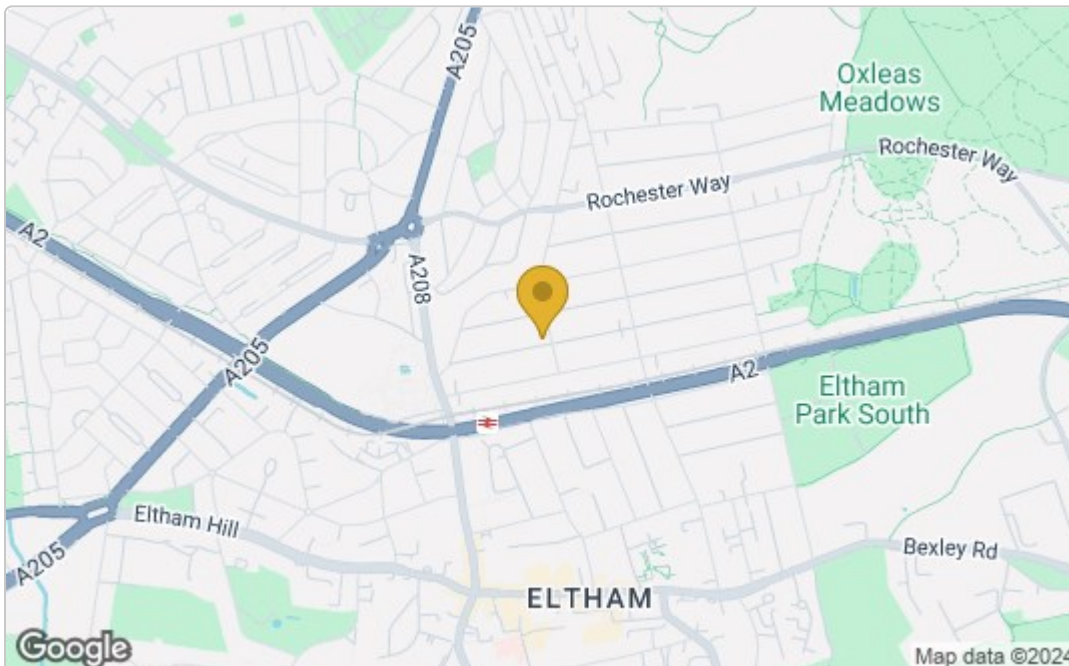 A205
Oxleas
Meadows
Rochester Way
Rochester Way
A2
A208
A205
A2
Eltham
Park South
Eltham Hill
A205
Bexley Rd
ELTHAM
Google
Map data ©2024